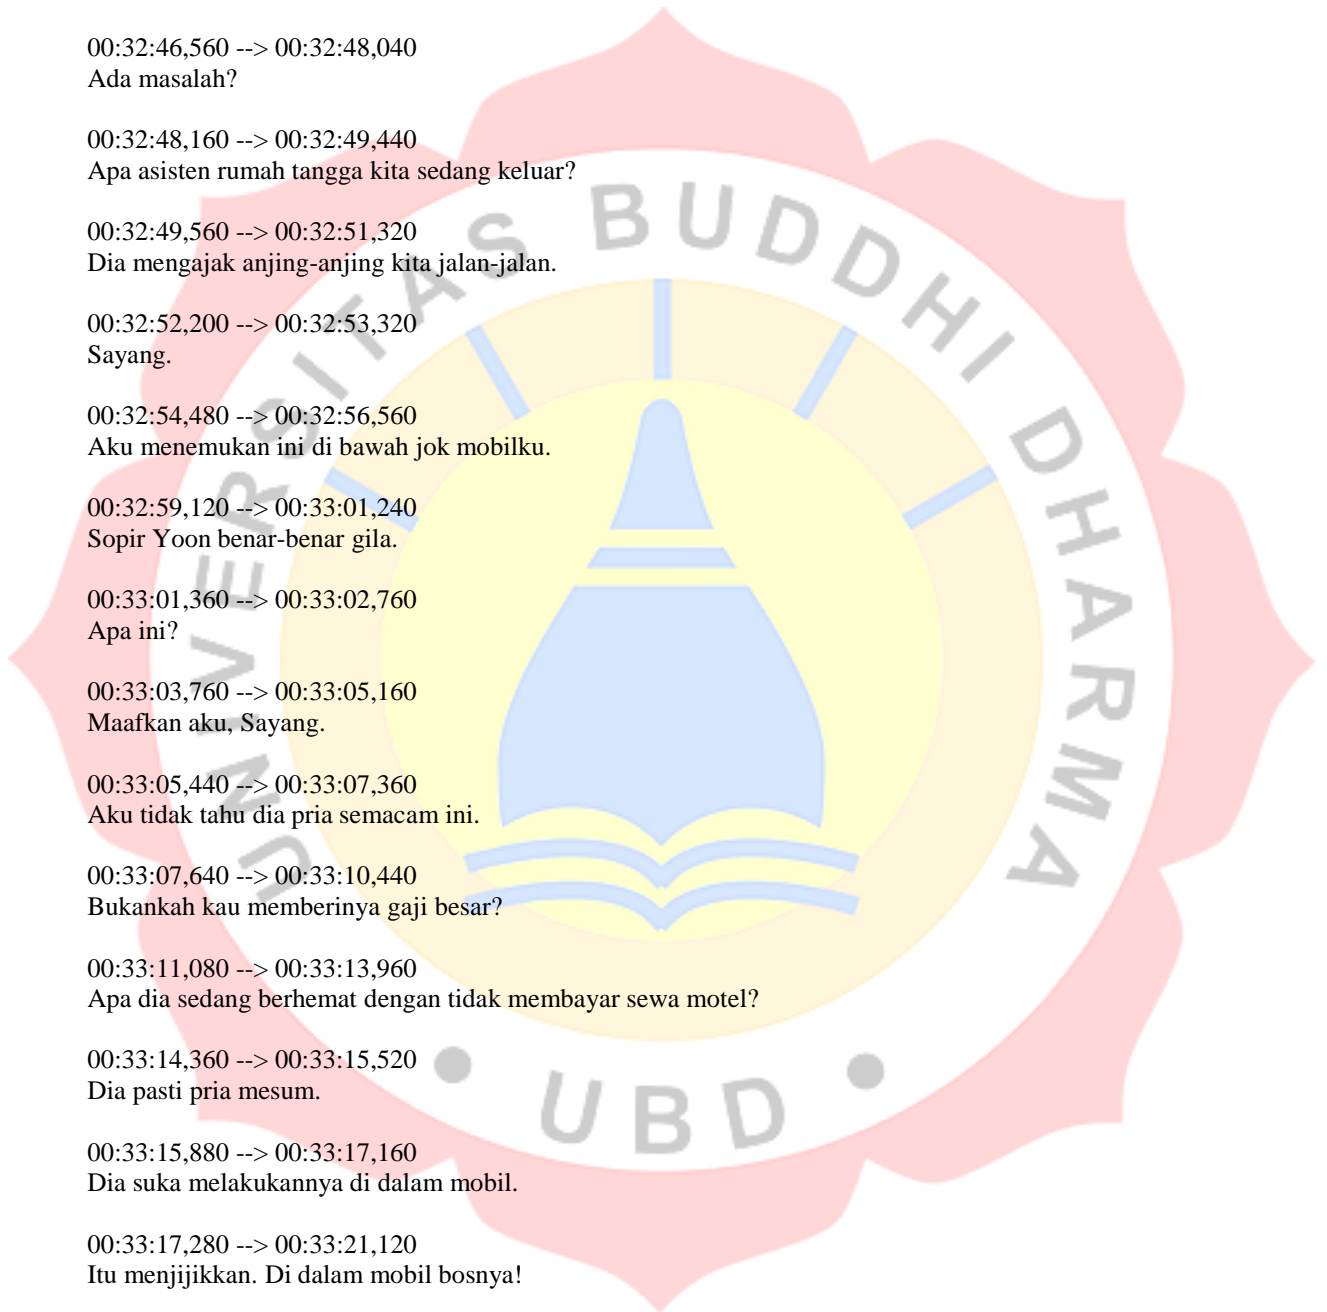 00:32:46,560 --> 00:32:48,040
Ada masalah?
00:32:48,160 --> 00:32:49,440
Apa asisten rumah tangga kita sedang keluar?
00:32:49,560 --> 00:32:51,320
Dia mengajak anjing-anjing kita jalan-jalan.
00:32:52,200 --> 00:32:53,320
Sayang.
00:32:54,480 --> 00:32:56,560
Aku menemukan ini di bawah jok mobilku.
00:32:59,120 --> 00:33:01,240
Sopir Yoon benar-benar gila.
00:33:01,360 --> 00:33:02,760
Apa ini?
00:33:03,760 --> 00:33:05,160
Maafkan aku, Sayang.
00:33:05,440 --> 00:33:07,360
Aku tidak tahu dia pria semacam ini.
00:33:07,640 --> 00:33:10,440
Bukankah kau memberinya gaji besar?
00:33:11,080 --> 00:33:13,960
Apa dia sedang berhemat dengan tidak membayar sewa motel?
00:33:14,360 --> 00:33:15,520
Dia pasti pria mesum.
00:33:15,880 --> 00:33:17,160
Dia suka melakukannya di dalam mobil.
00:33:17,280 --> 00:33:21,120
Itu menjijikkan. Di dalam mobil bosnya!
UNIVERSITAS BUDDHI DHARMA
• UBD •